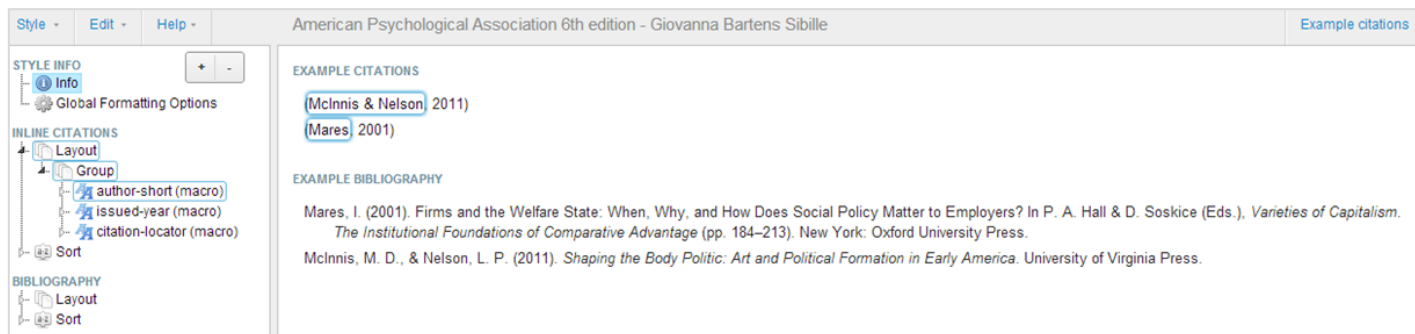 Style Edit Help American Psychological Association 6th edition - Giovanna Bartens Sibille Example citations
STYLE INFO + -
Info
Global Formatting Options
INLINE CITATIONS
Layout
Group
author-short (macro)
issued-year (macro)
citation-locator (macro)
a-z Sort
BIBLIOGRAPHY
Layout
a-z Sort
EXAMPLE CITATIONS
(McInnis & Nelson, 2011)
(Mares, 2001)
EXAMPLE BIBLIOGRAPHY
Mares, I. (2001). Firms and the Welfare State: When, Why, and How Does Social Policy Matter to Employers? In P. A. Hall & D. Soskice (Eds.), Varieties of Capitalism.
The Institutional Foundations of Comparative Advantage (pp. 184–213). New York: Oxford University Press.
McInnis, M. D., & Nelson, L. P. (2011). Shaping the Body Politic: Art and Political Formation in Early America. University of Virginia Press.